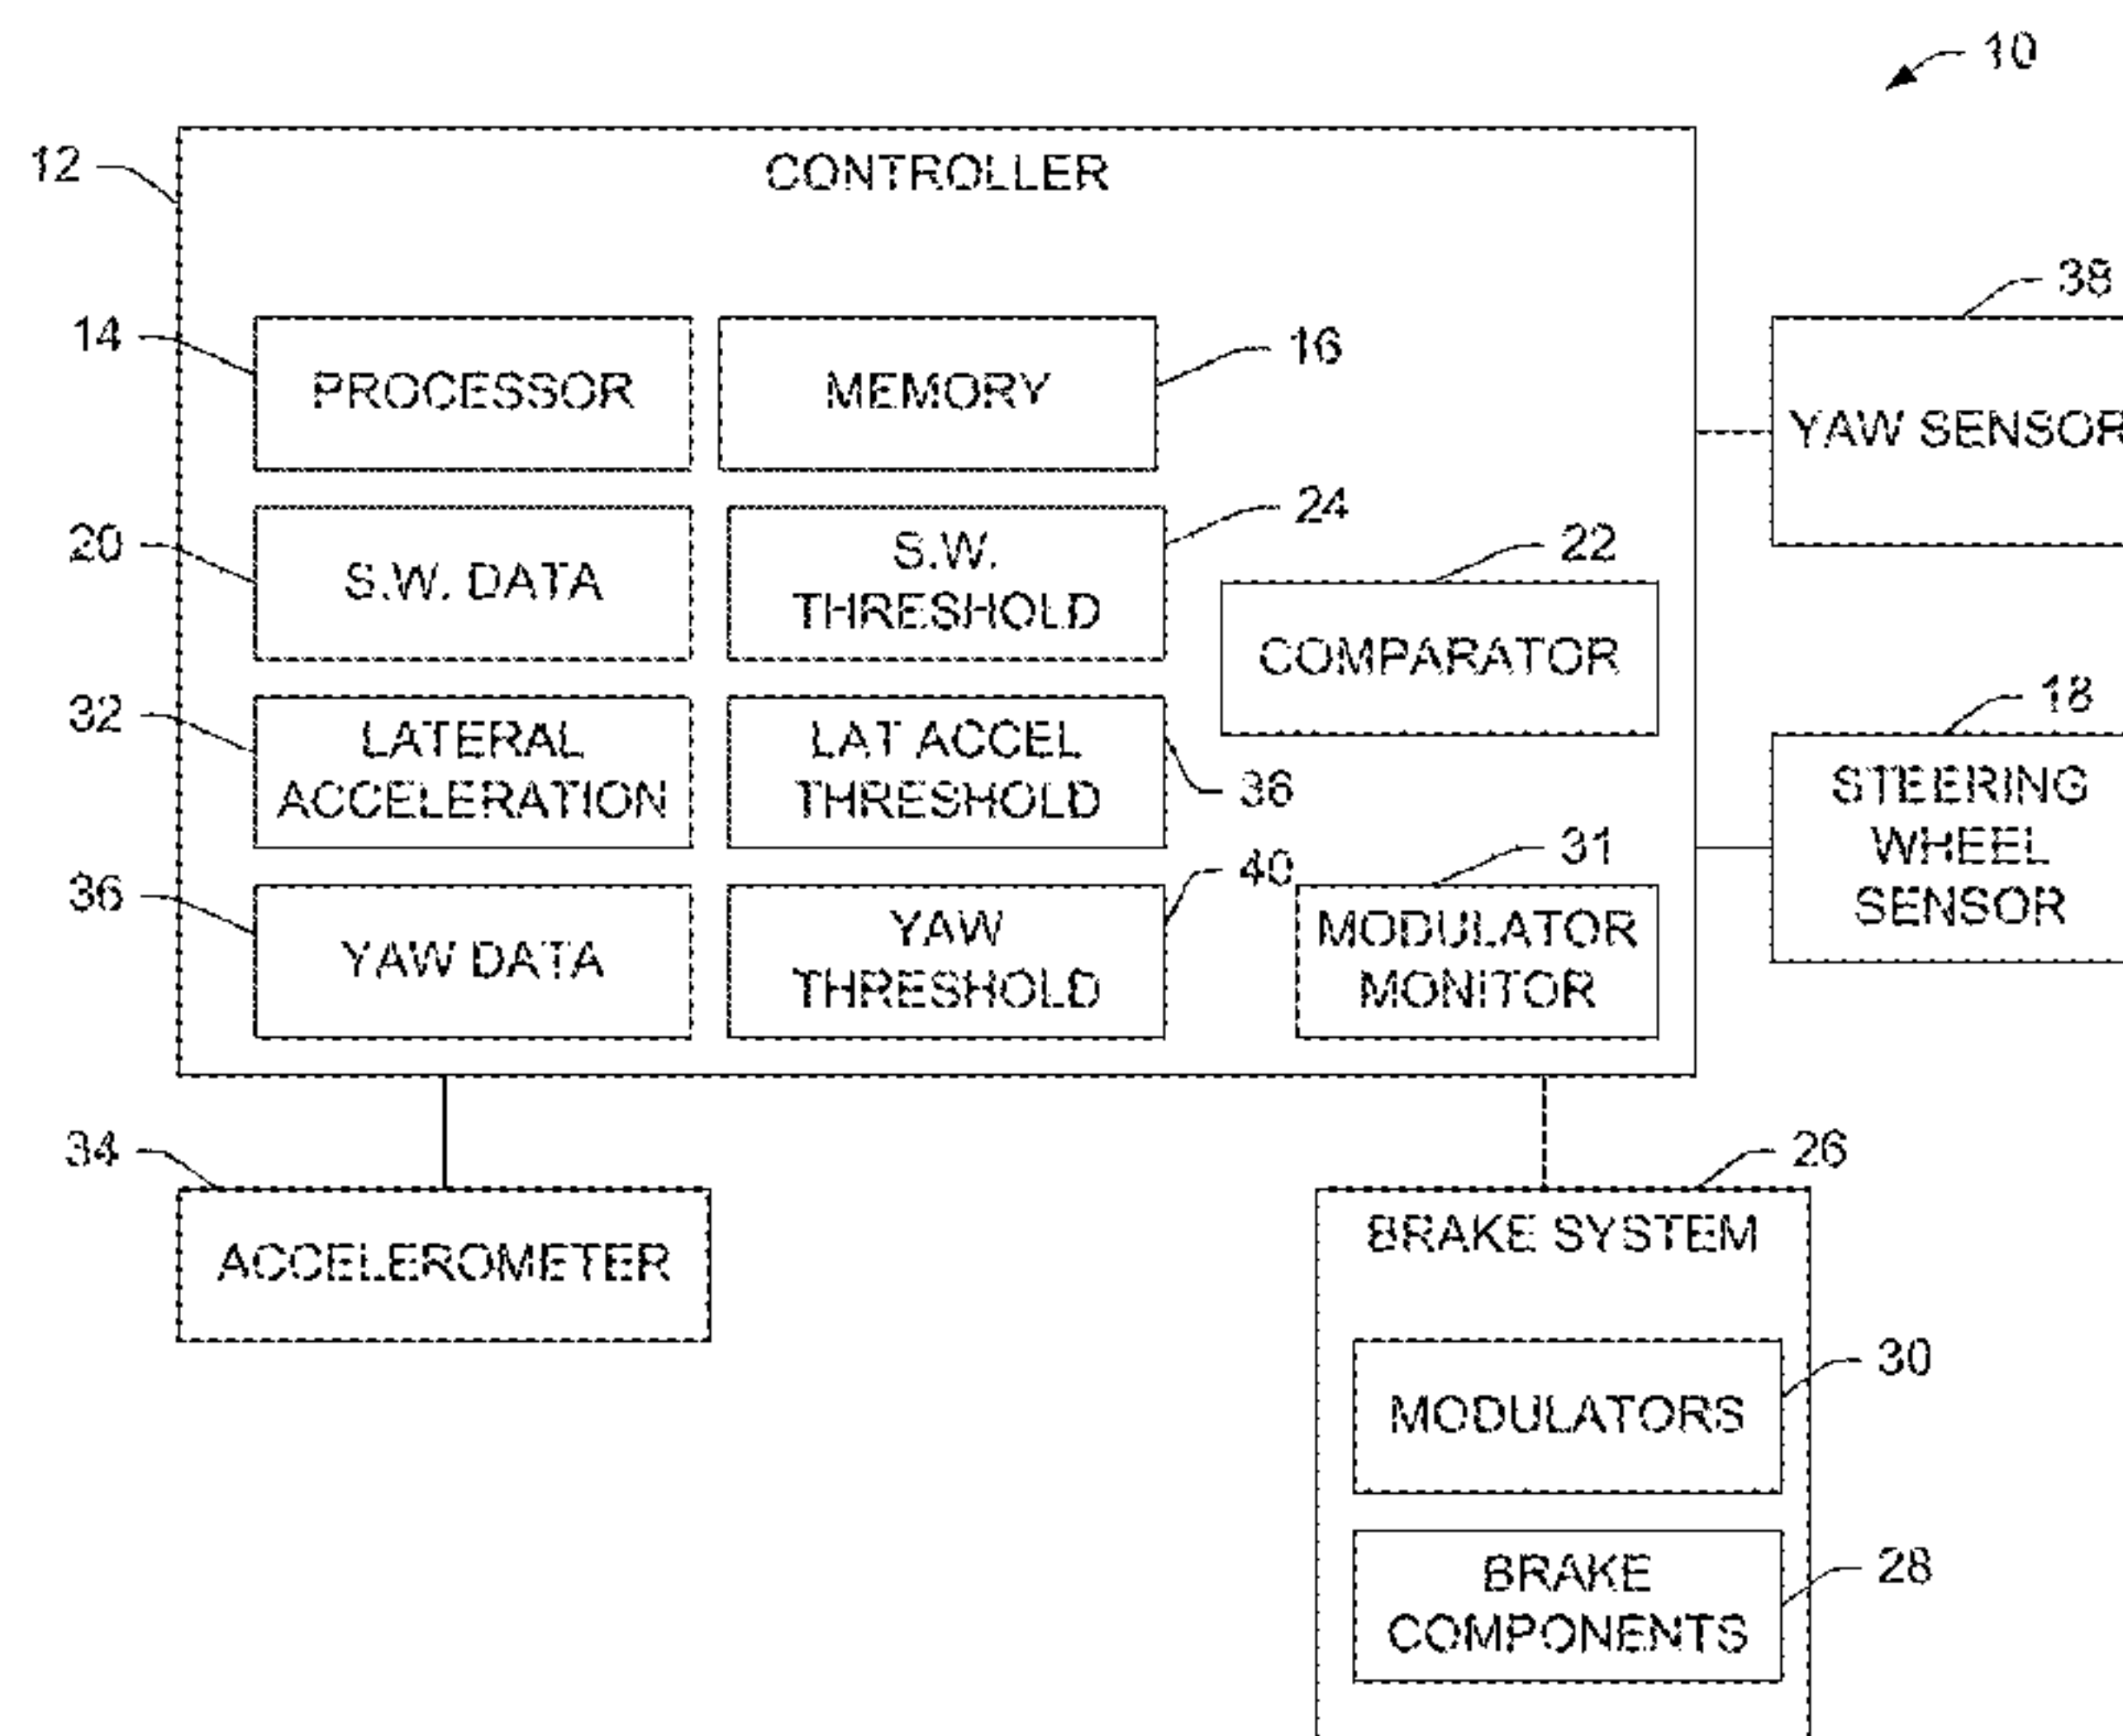 10
12
CONTROLLER
38
14
PROCESSOR
MEMORY
16
YAW SENSOR
20
S.W. DATA
S.W.
THRESHOLD
24
22
COMPARATOR
32
LATERAL
ACCELERATION
LAT ACCEL
THRESHOLD
36
18
STEERING
WHEEL
SENSOR
36
YAW DATA
YAW
THRESHOLD
40
31
MODULATOR
MONITOR
34
ACCELEROMETER
26
BRAKE SYSTEM
MODULATORS
30
BRAKE
COMPONENTS
28